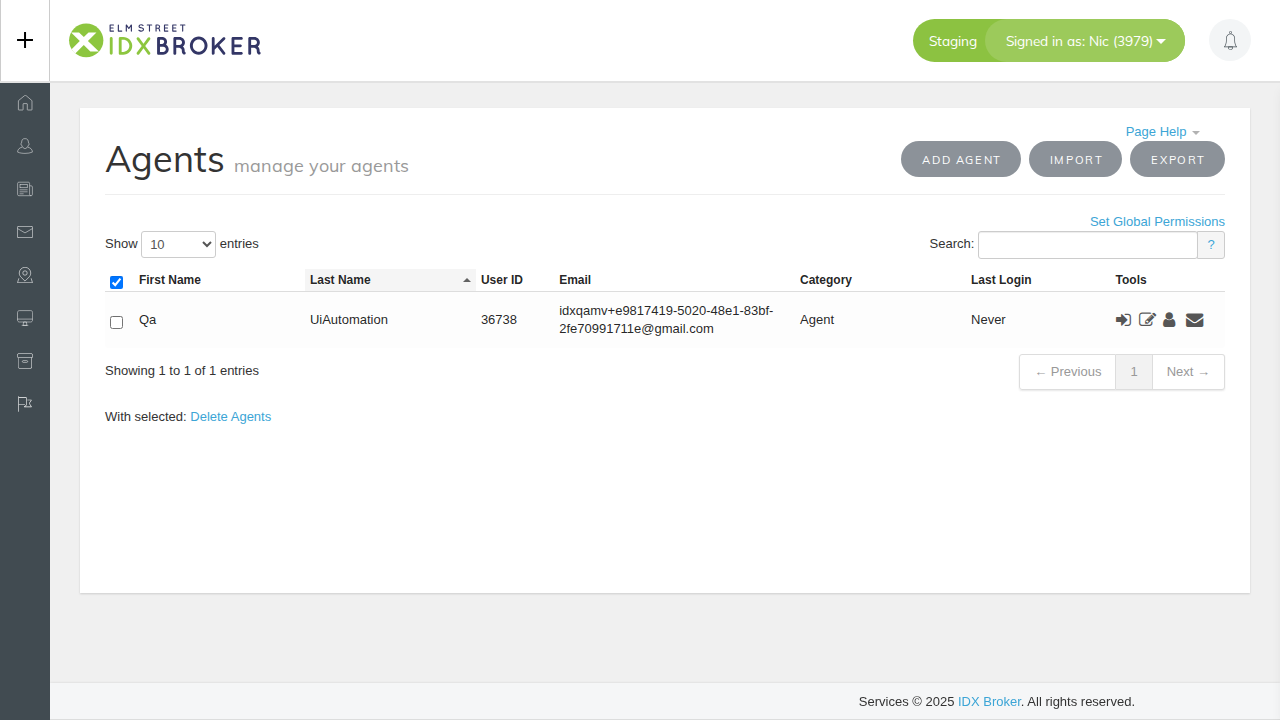 ELM STREET
IDXBROKER
Staging
Signed in as: Nic (3979)
Page Help
Agents manage your agents
ADD AGENT
IMPORT
EXPORT
Set Global Permissions
Show 10 entries
Search:
?
First Name
Last Name
User ID
Email
Category
Last Login
Tools
Qa
UiAutomation
36738
idxqamv+e9817419-5020-48e1-83bf-
2fe70991711e@gmail.com
Agent
Never
Showing 1 to 1 of 1 entries
← Previous
1
Next →
With selected: Delete Agents
Services © 2025 IDX Broker. All rights reserved.